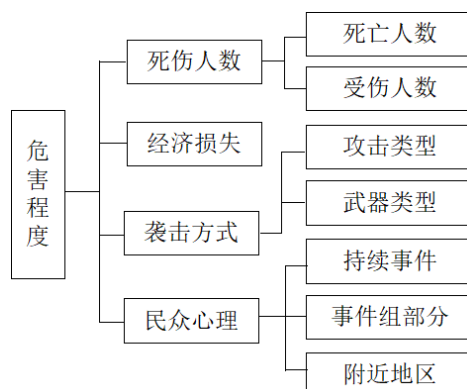 危害程度
死伤人数
死亡人数
受伤人数
经济损失
袭击方式
攻击类型
武器类型
民众心理
持续事件
事件组部分
附近地区